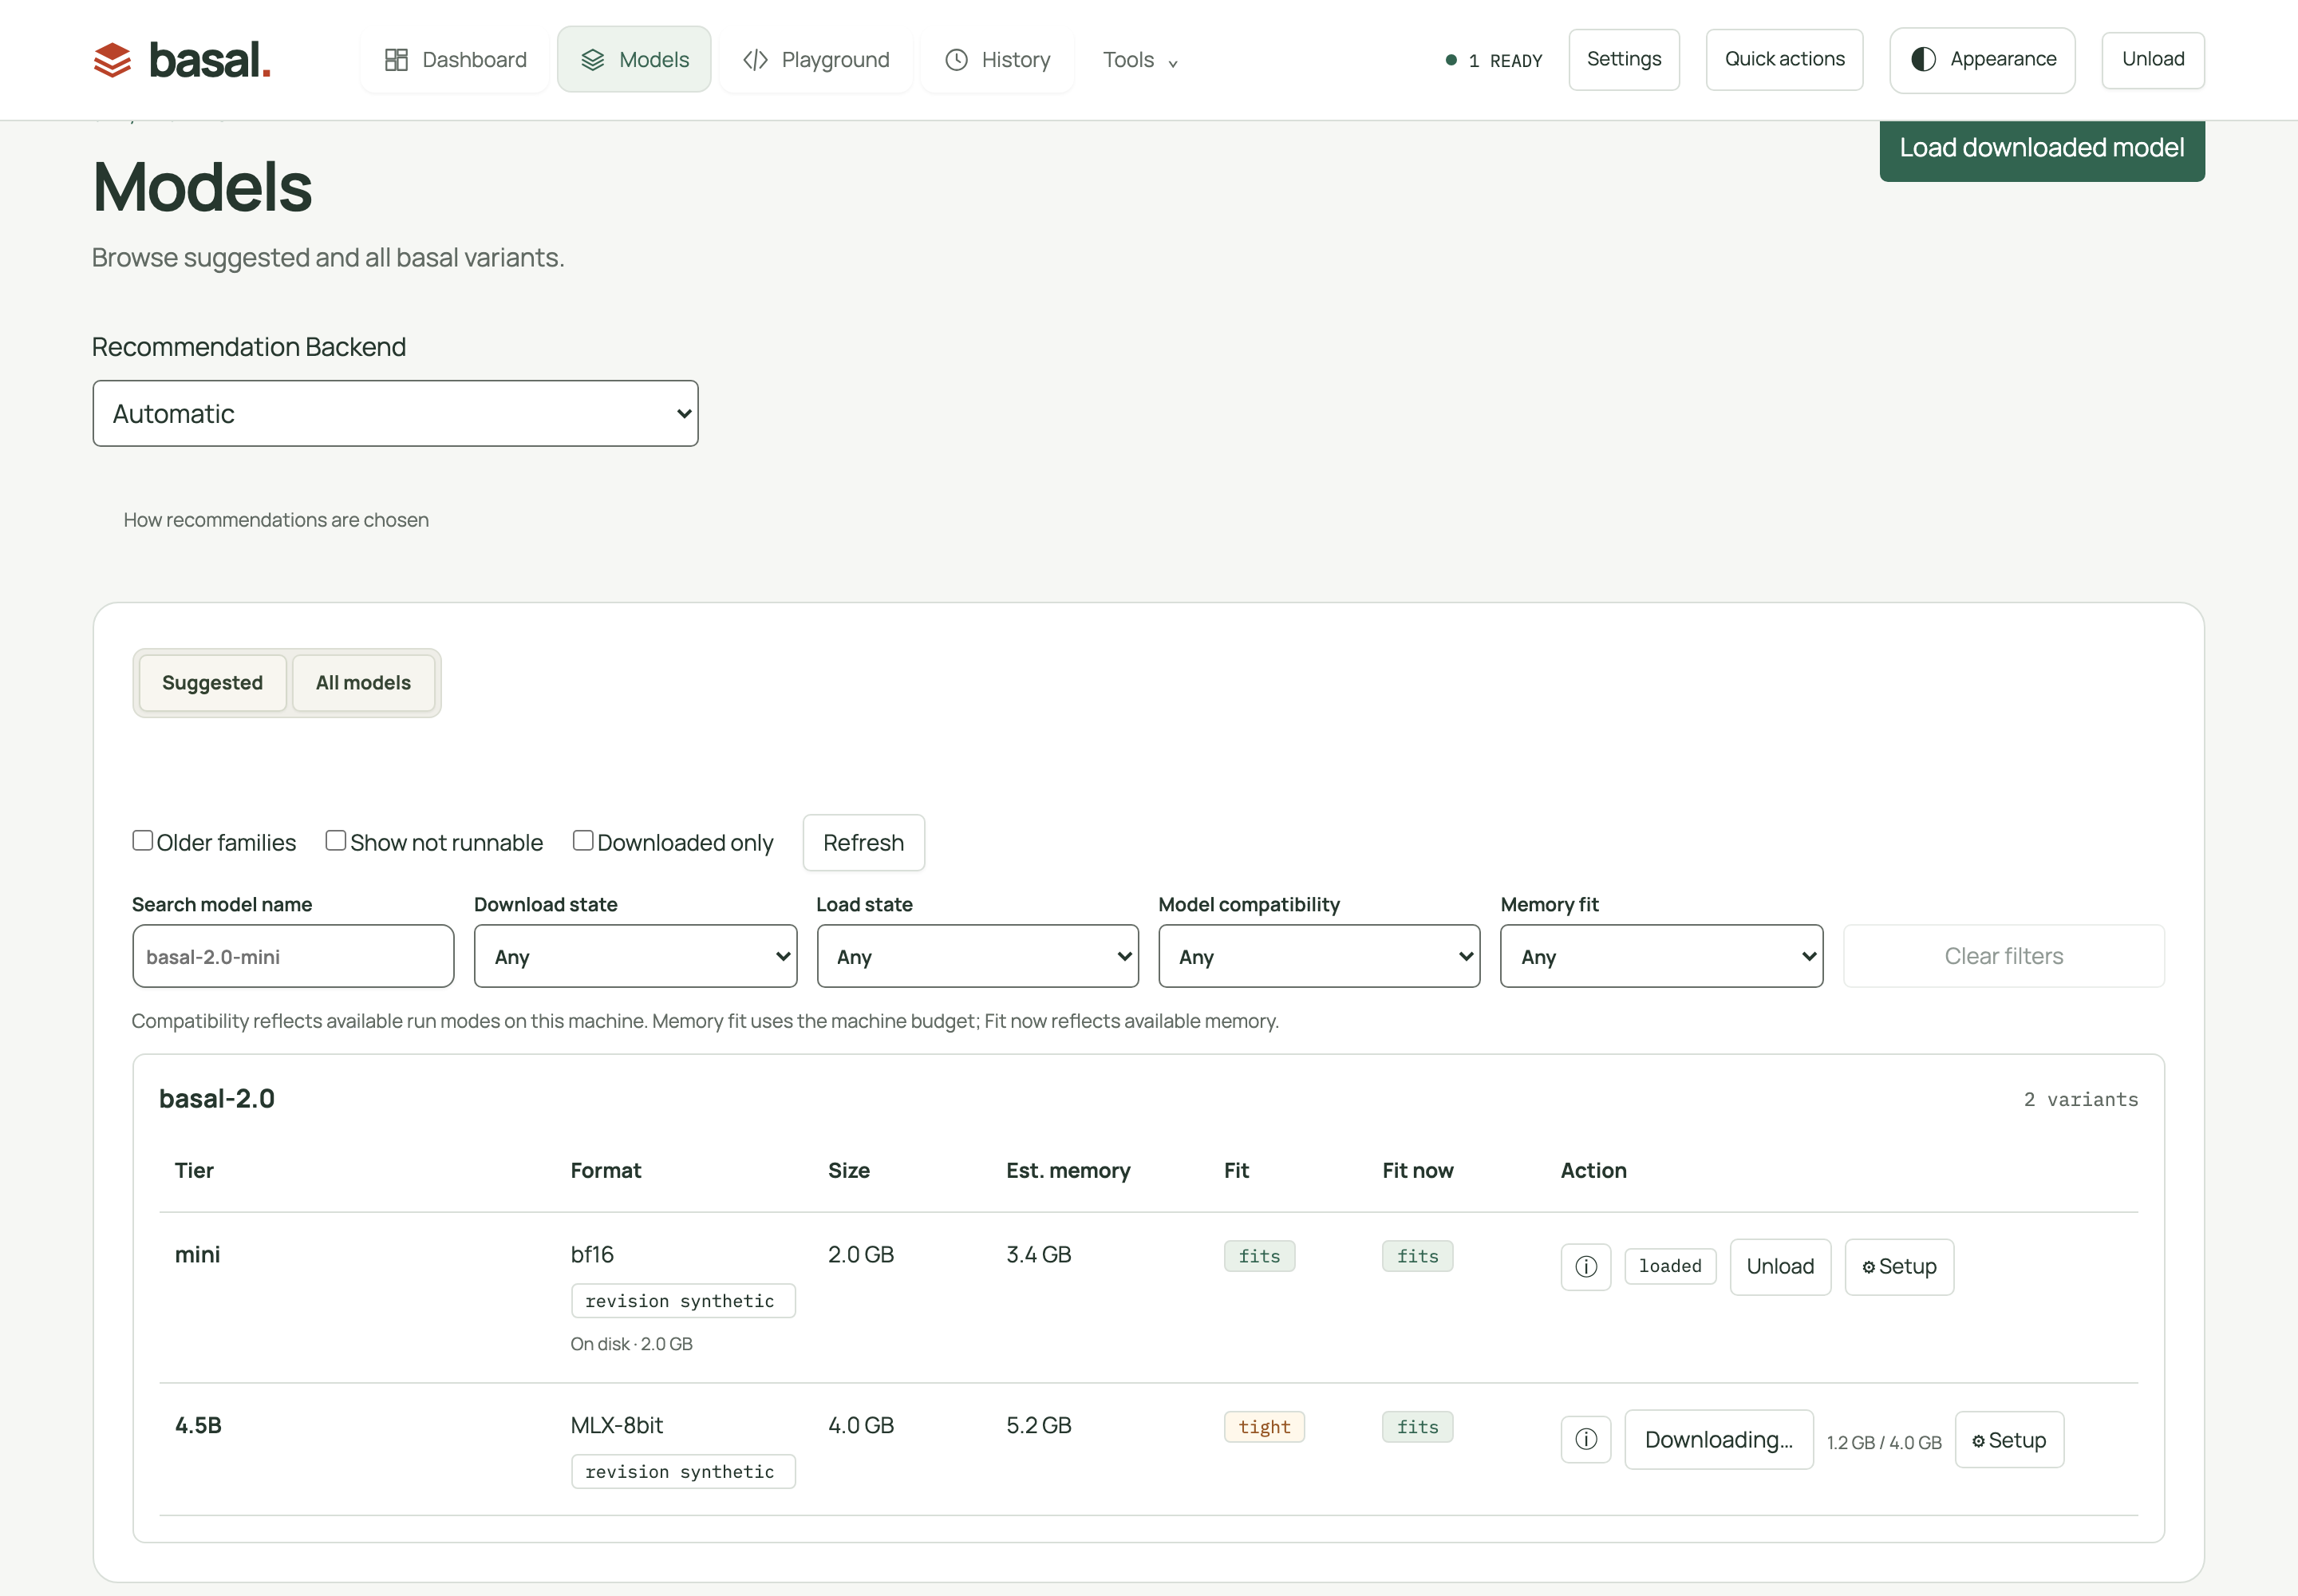 basal.
Dashboard
Models
Playground
History
Tools
1 READY
Settings
Quick actions
Appearance
Unload
Load downloaded model
Models
Browse suggested and all basal variants.
Recommendation Backend
Automatic
How recommendations are chosen
Suggested
All models
Older families
Show not runnable
Downloaded only
Refresh
Search model name
Download state
Load state
Model compatibility
Memory fit
basal-2.0-mini
Any
Any
Any
Any
Clear filters
Compatibility reflects available run modes on this machine. Memory fit uses the machine budget; Fit now reflects available memory.
basal-2.0
2 variants
Tier
Format
Size
Est. memory
Fit
Fit now
Action
mini
bf16
2.0 GB
3.4 GB
fits
fits
loaded
Unload
Setup
revision synthetic
On disk · 2.0 GB
4.5B
MLX-8bit
4.0 GB
5.2 GB
tight
fits
Downloading…
1.2 GB / 4.0 GB
Setup
revision synthetic